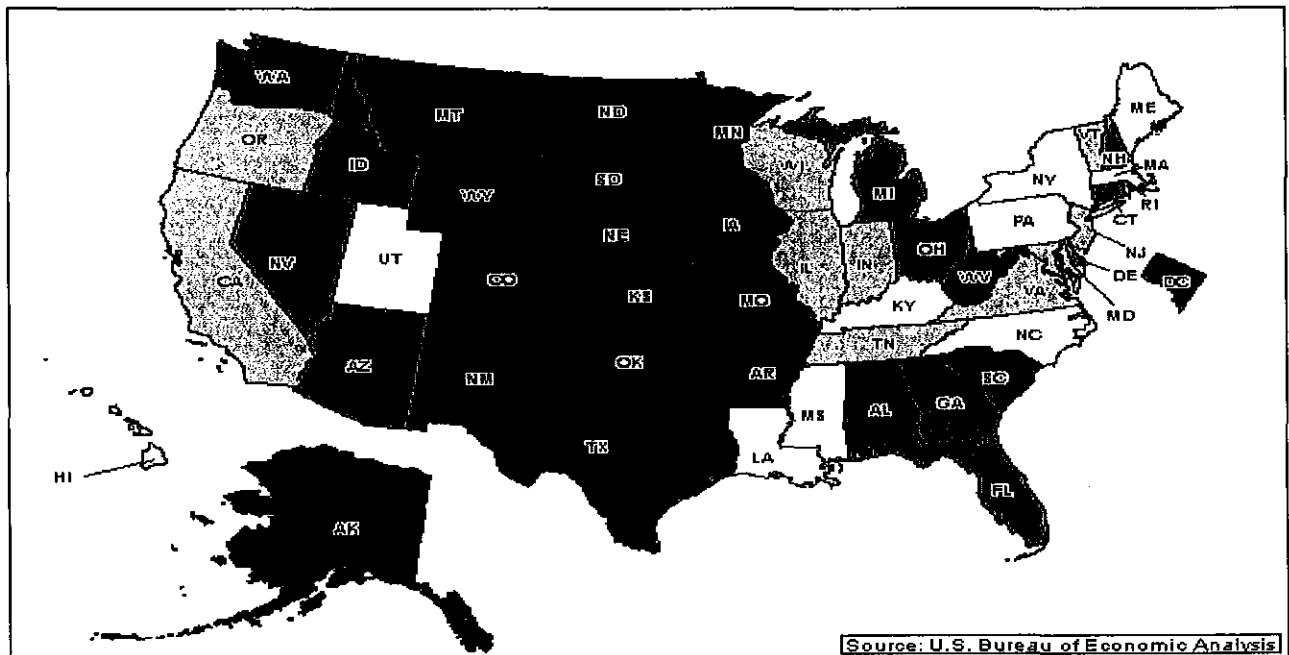 WA
MT
ND
MN
ME
OR
ID
WI
VT
NH
MA
SD
WY
MI
NY
RI
CT
IA
PA
NE
NV
UT
OH
NJ
CA
CO
IL
IN
WV
DE
DC
KS
MO
VA
MD
KY
NC
TN
OK
AZ
NM
AR
SC
GA
AL
MS
TX
LA
HI
FL
AK
Source: U.S. Bureau of Economic Analysis